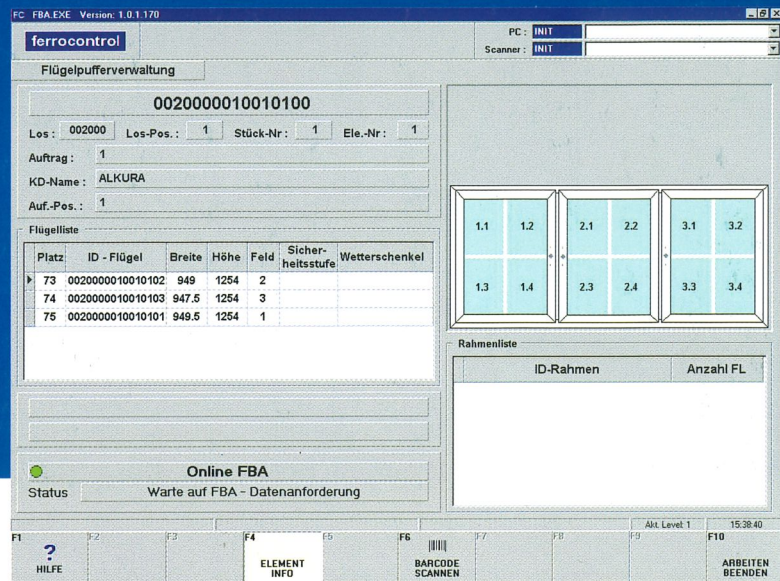 FC FBA.EXE Version: 1.0.1.170
ferrocontrol
PC : INIT
Scanner : INIT
Flügelpufferverwaltung
0020000010010100
Los : 002000 Los-Pos. : 1 Stück-Nr : 1 Ele.-Nr : 1
Auftrag : 1
KD-Name : ALKURA
Auf.-Pos. : 1
Flügelliste
Platz ID - Flügel Breite Höhe Feld Sicher-heitsstufe Wetterschenkel
73 0020000010010102 949 1254 2
74 0020000010010103 947.5 1254 3
75 0020000010010101 949.5 1254 1
1.1 1.2 2.1 2.2 3.1 3.2
1.3 1.4 2.3 2.4 3.3 3.4
Rahmenliste
ID-Rahmen Anzahl FL
Online FBA
Status Warte auf FBA - Datenanforderung
Akt. Level: 1 15:38:40
F1 F2 F3 F4 F5 F6 F7 F8 F9 F10
? HILFE
ELEMENT INFO
BARCODE SCANNEN
ARBEITEN BEENDEN